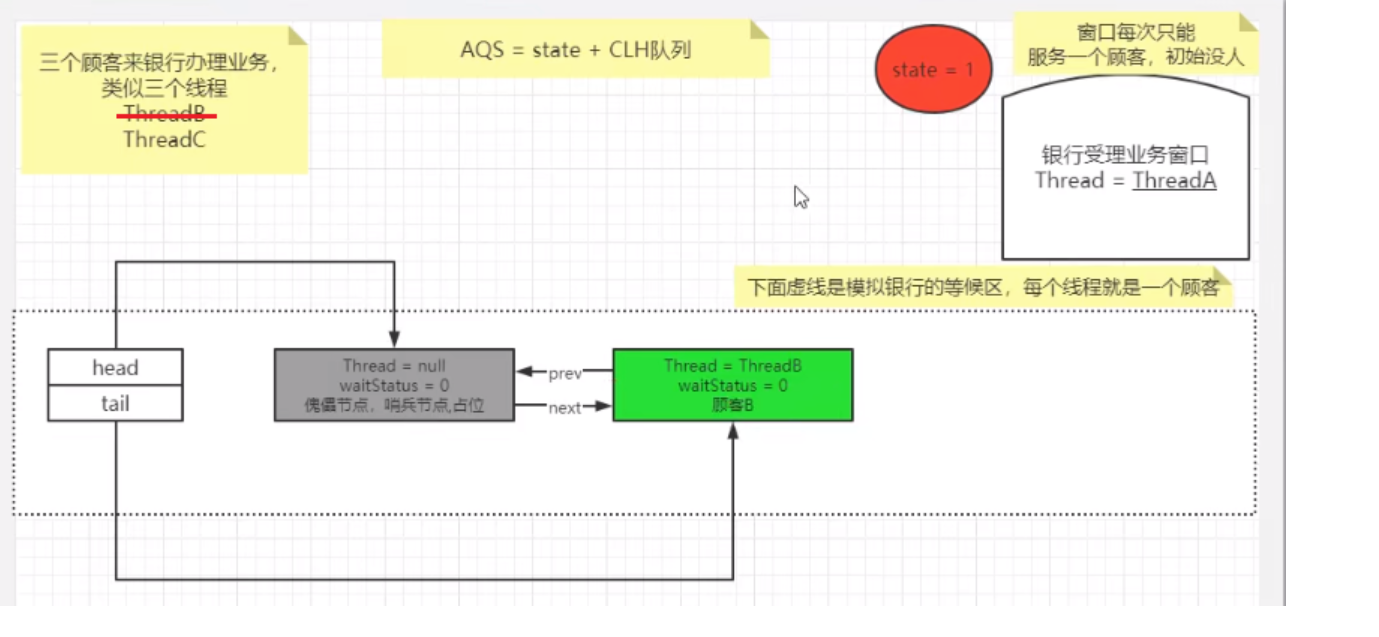 三个顾客来银行办理业务，
类似三个线程
ThreadB
ThreadC
AQS = state + CLH队列
state = 1
窗口每次只能
服务一个顾客，初始没人
银行受理业务窗口
Thread = ThreadA
下面虚线是模拟银行的等候区，每个线程就是一个顾客
head
tail
Thread = null
waitStatus = 0
傀儡节点，哨兵节点,占位
prev
next
Thread = ThreadB
waitStatus = 0
顾客B